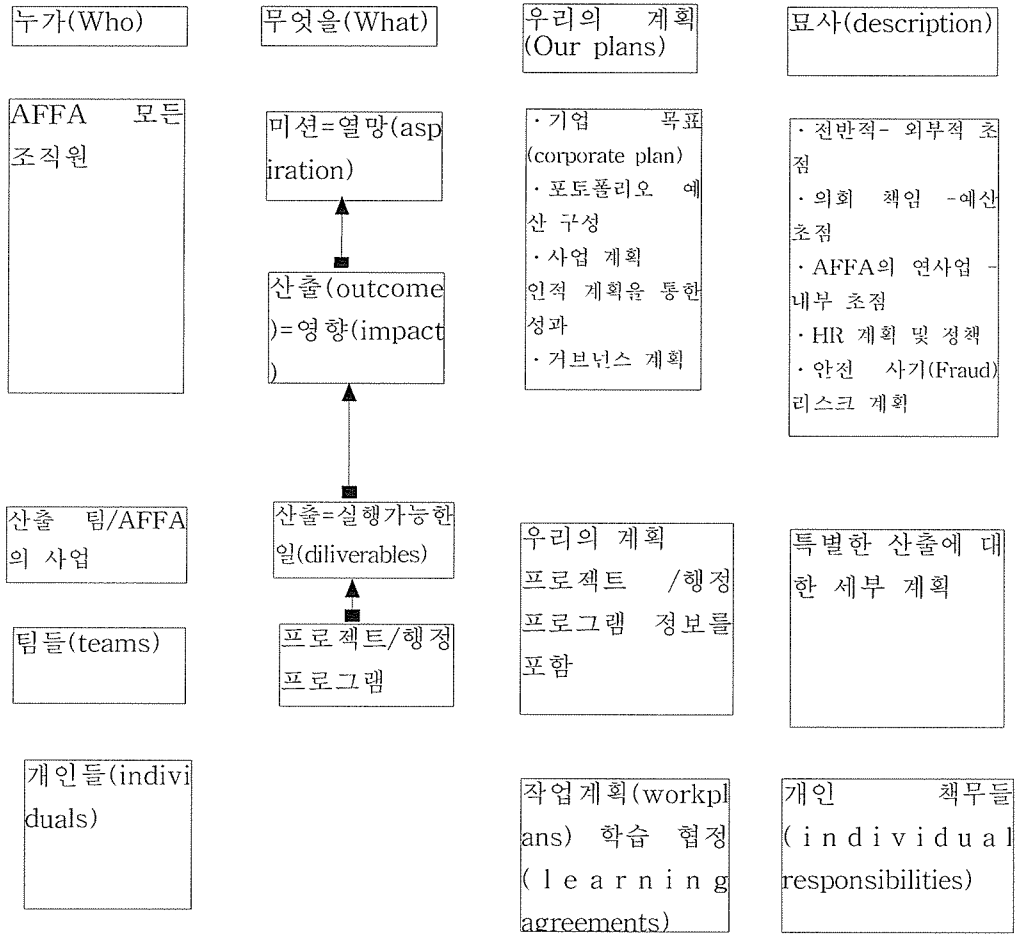 누가(Who)
무엇을(What)
우리의 계획
(Our plans)
묘사(description)
AFFA 모든
조직원
미션=열망(asp
iration)
산출(outcome
)=영향(impact
)
· 기업 목표
(corporate plan)
· 포토폴리오 예
산 구성
· 사업 계획
인적 계획을 통한
성과
· 거브넌스 계획
· 전반적- 외부적 초
점
· 의회 책임 -예산
초점
· AFFA의 연사업 -
내부 초점
· HR 계획 및 정책
· 안전 사기(Fraud)
리스크 계획
산출 팀/AFFA
의 사업
산출=실행가능한
일(diliverables)
우리의 계획
프로젝트 /행정
프로그램 정보를
포함
특별한 산출에 대
한 세부 계획
팀들(teams)
프로젝트/행정
프로그램
개인들(indivi
duals)
작업계획(workpl
ans) 학습 협정
(learning
agreements)
개인 책무들
(individual
responsibilities)